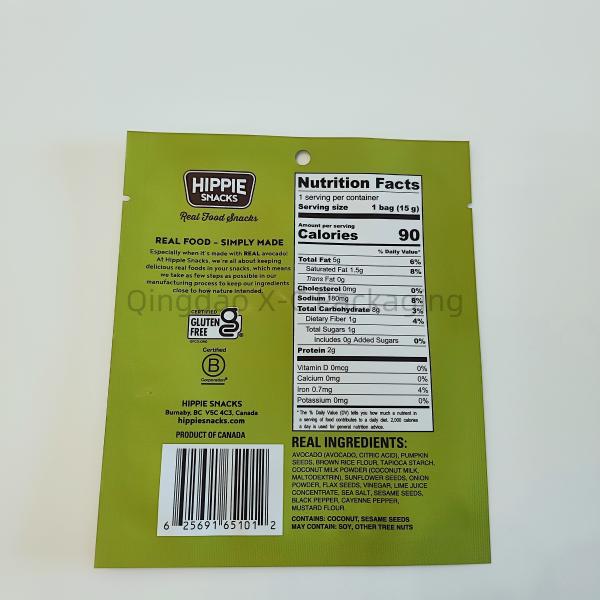 HIPPIE
SNACKS
Real Food Snacks
REAL FOOD – SIMPLY MADE
Especially when it's made with REAL avocado!
At Hippie Snacks, we're all about keeping
delicious real foods in your snacks, which means
we take as few steps as possible in our
manufacturing process to keep our ingredients
close to how nature intended.
CERTIFIED
GLUTEN
FREE
GFCO.ORG
Certified
B
Corporation
HIPPIE SNACKS
Burnaby, BC V5C 4C3, Canada
hippiesnacks.com
PRODUCT OF CANADA
6 25691 65101 2
Nutrition Facts
1 serving per container
Serving size 1 bag (15 g)
Amount per serving
Calories 90
% Daily Value*
Total Fat 5g 6%
Saturated Fat 1.5g 8%
Trans Fat 0g
Cholesterol 0mg 0%
Sodium 180mg 8%
Total Carbohydrate 8g 3%
Dietary Fiber 1g 4%
Total Sugars 1g
Includes 0g Added Sugars 0%
Protein 2g
Vitamin D 0mcg 0%
Calcium 0mg 0%
Iron 0.7mg 4%
Potassium 0mg 0%
* The % Daily Value (DV) tells you how much a nutrient in
a serving of food contributes to a daily diet. 2,000 calories
a day is used for general nutrition advice.
REAL INGREDIENTS:
AVOCADO (AVOCADO, CITRIC ACID), PUMPKIN
SEEDS, BROWN RICE FLOUR, TAPIOCA STARCH,
COCONUT MILK POWDER (COCONUT MILK,
MALTODEXTRIN), SUNFLOWER SEEDS, ONION
POWDER, FLAX SEEDS, VINEGAR, LIME JUICE
CONCENTRATE, SEA SALT, SESAME SEEDS,
BLACK PEPPER, CAYENNE PEPPER,
MUSTARD FLOUR.
CONTAINS: COCONUT, SESAME SEEDS
MAY CONTAIN: SOY, OTHER TREE NUTS
Qingdao